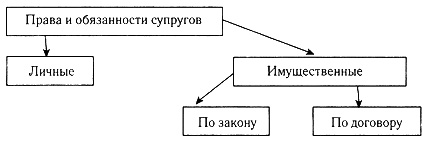 Права и обязанности супругов
Личные
Имущественные
По закону
По договору